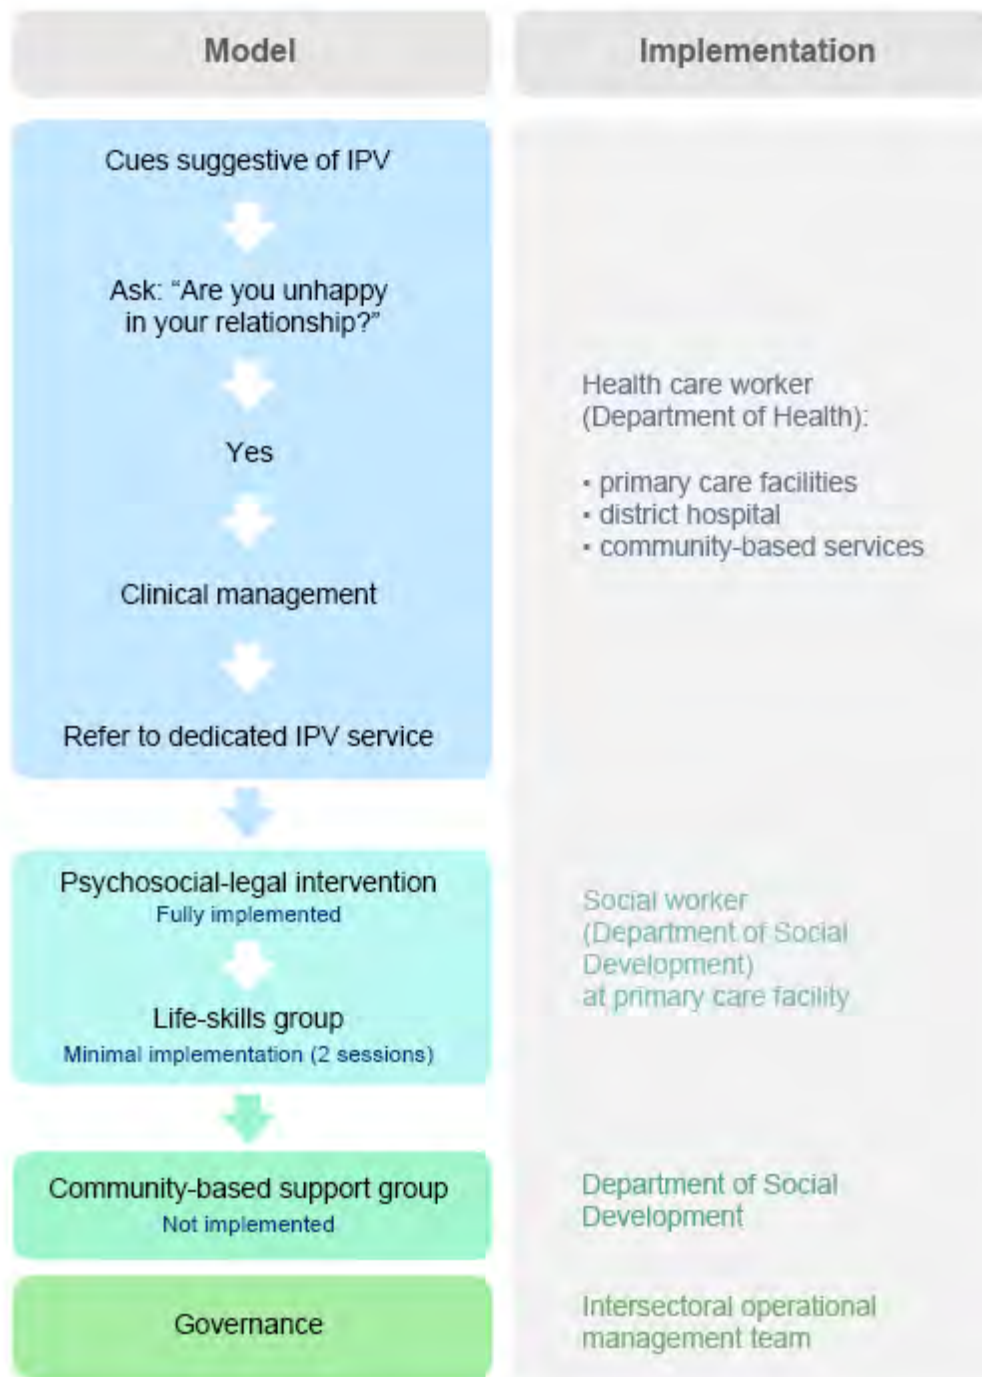 Model
Implementation
Cues suggestive of IPV
Ask: “Are you unhappy
in your relationship?”
Yes
Clinical management
Refer to dedicated IPV service
Health care worker
(Department of Health):
• primary care facilities
• district hospital
• community-based services
Psychosocial-legal intervention
Fully implemented
Life-skills group
Minimal implementation (2 sessions)
Social worker
(Department of Social
Development)
at primary care facility
Community-based support group
Not implemented
Department of Social
Development
Governance
Intersectoral operational
management team